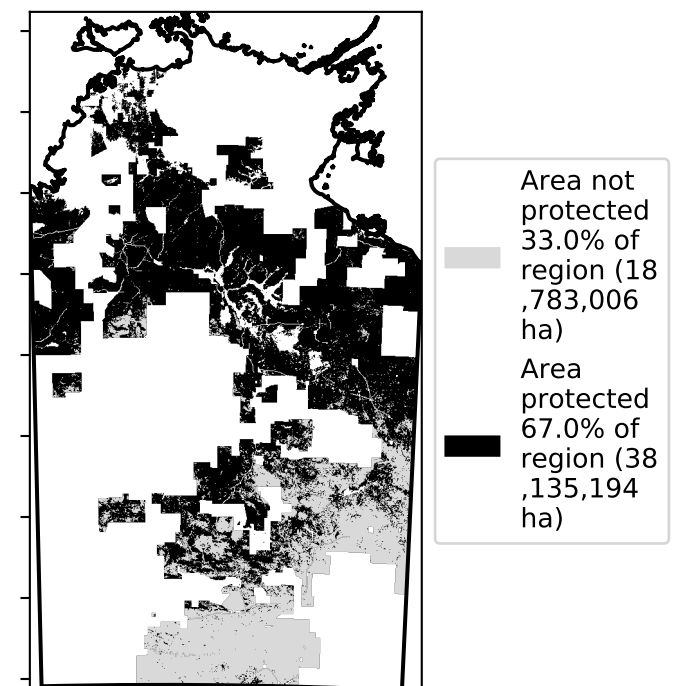 Area not
protected
33.0% of
region (18
,783,006
ha)
Area
protected
67.0% of
region (38
,135,194
ha)